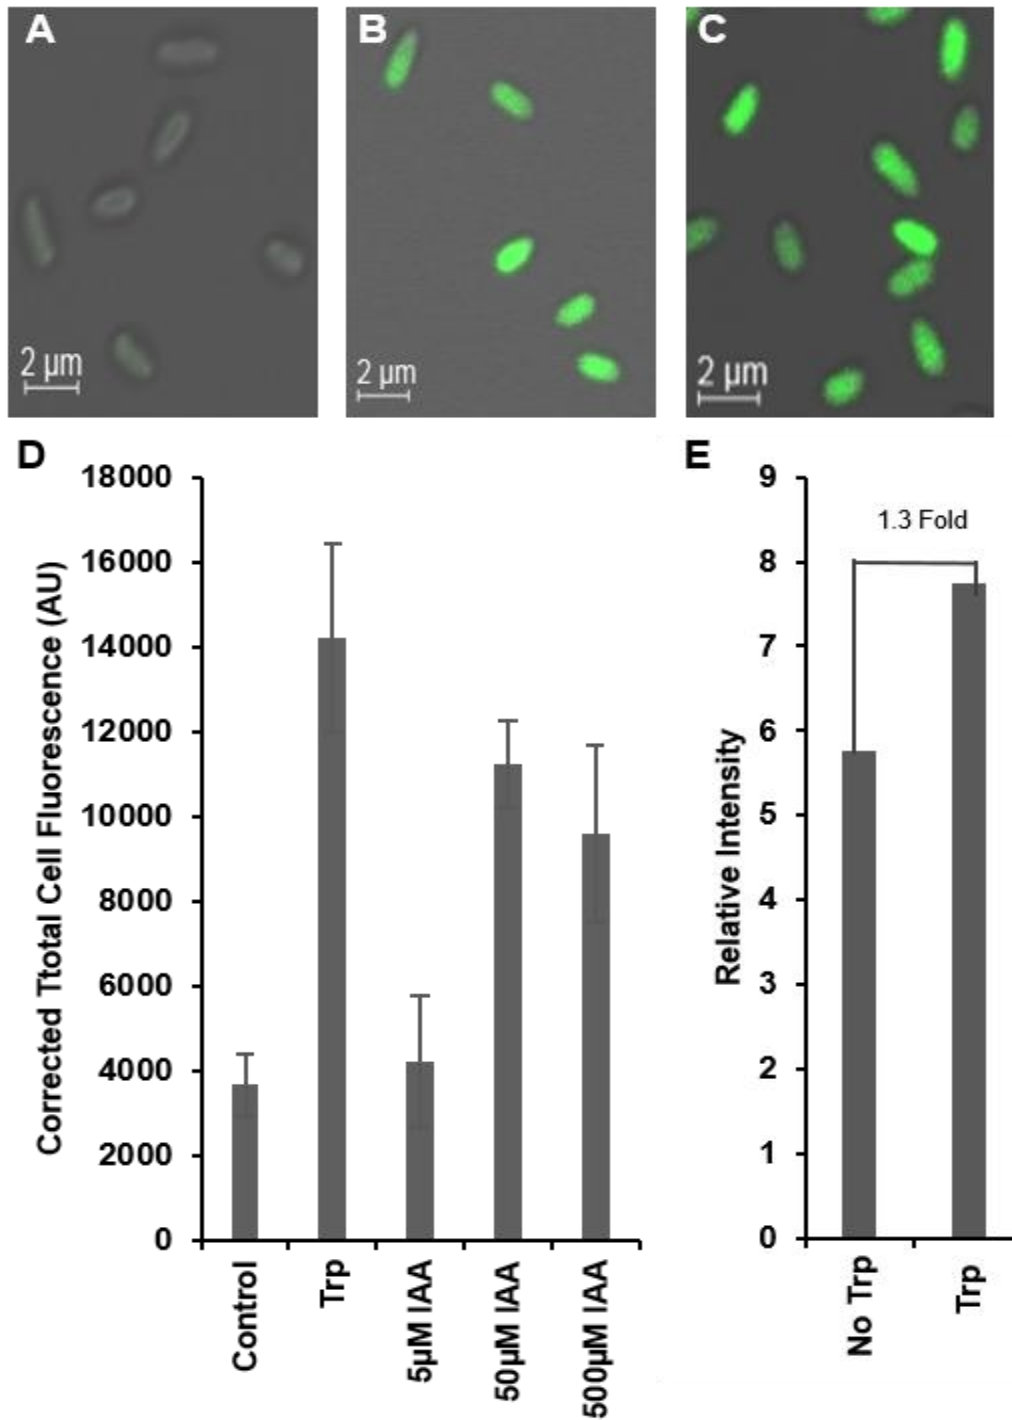 A
B
C
2 µm
2 µm
2 µm
D
E
Corrected Ttotal Cell Fluorescence (AU)
18000
16000
14000
12000
10000
8000
6000
4000
2000
0
Control
Trp
5µM IAA
50µM IAA
500µM IAA
Relative Intensity
9
8
7
6
5
4
3
2
1
0
1.3 Fold
No Trp
Trp